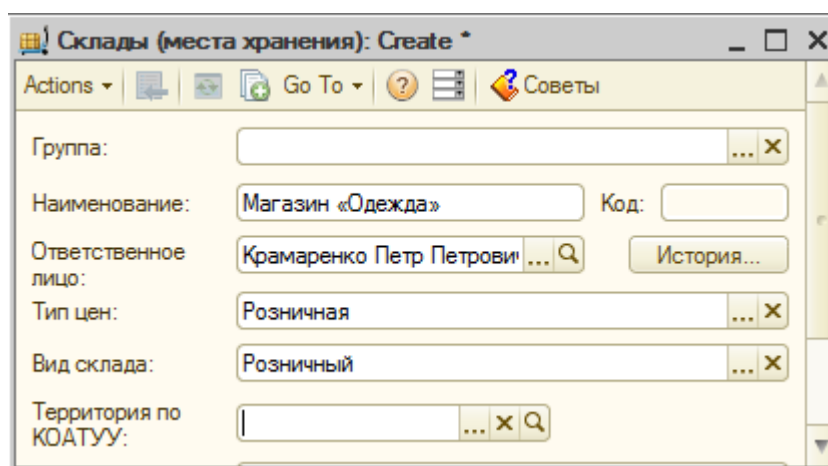 Склады (места хранения): Create *
Actions Go To Советы
Группа:
Наименование: Магазин «Одежда» Код:
Ответственное лицо: Крамаренко Петр Петрович История...
Тип цен: Розничная
Вид склада: Розничный
Территория по
КОАТУУ: